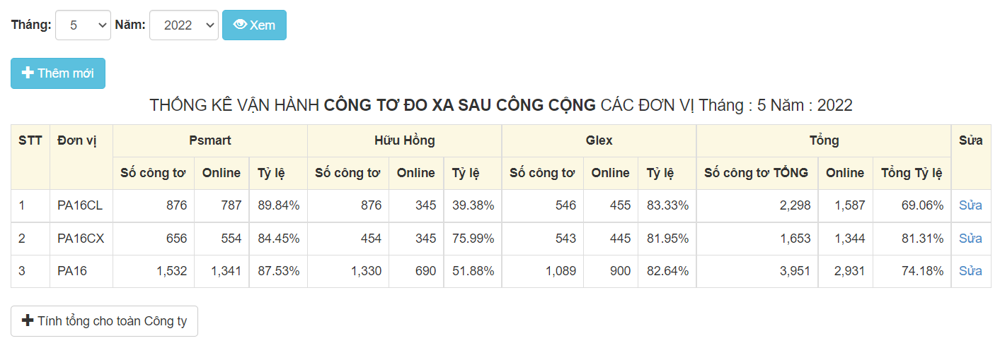 Tháng: 5 Năm: 2022 Xem
Thêm mới
THỐNG KÊ VẬN HÀNH CÔNG TƠ ĐO XA SAU CÔNG CỘNG CÁC ĐƠN VỊ Tháng : 5 Năm : 2022
STT Đơn vị Psmart Hữu Hồng Glex Tổng Sửa
Số công tơ Online Tỷ lệ Số công tơ Online Tỷ lệ Số công tơ Online Tỷ lệ Số công tơ TỔNG Online Tổng Tỷ lệ
1 PA16CL 876 787 89.84% 876 345 39.38% 546 455 83.33% 2,298 1,587 69.06% Sửa
2 PA16CX 656 554 84.45% 454 345 75.99% 543 445 81.95% 1,653 1,344 81.31% Sửa
3 PA16 1,532 1,341 87.53% 1,330 690 51.88% 1,089 900 82.64% 3,951 2,931 74.18% Sửa
Tính tổng cho toàn Công ty